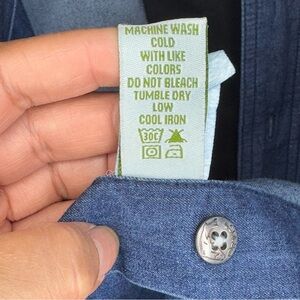 MACHINE WASH
COLD
WITH LIKE
COLORS
DO NOT BLEACH
TUMBLE DRY
LOW
COOL IRON
30C